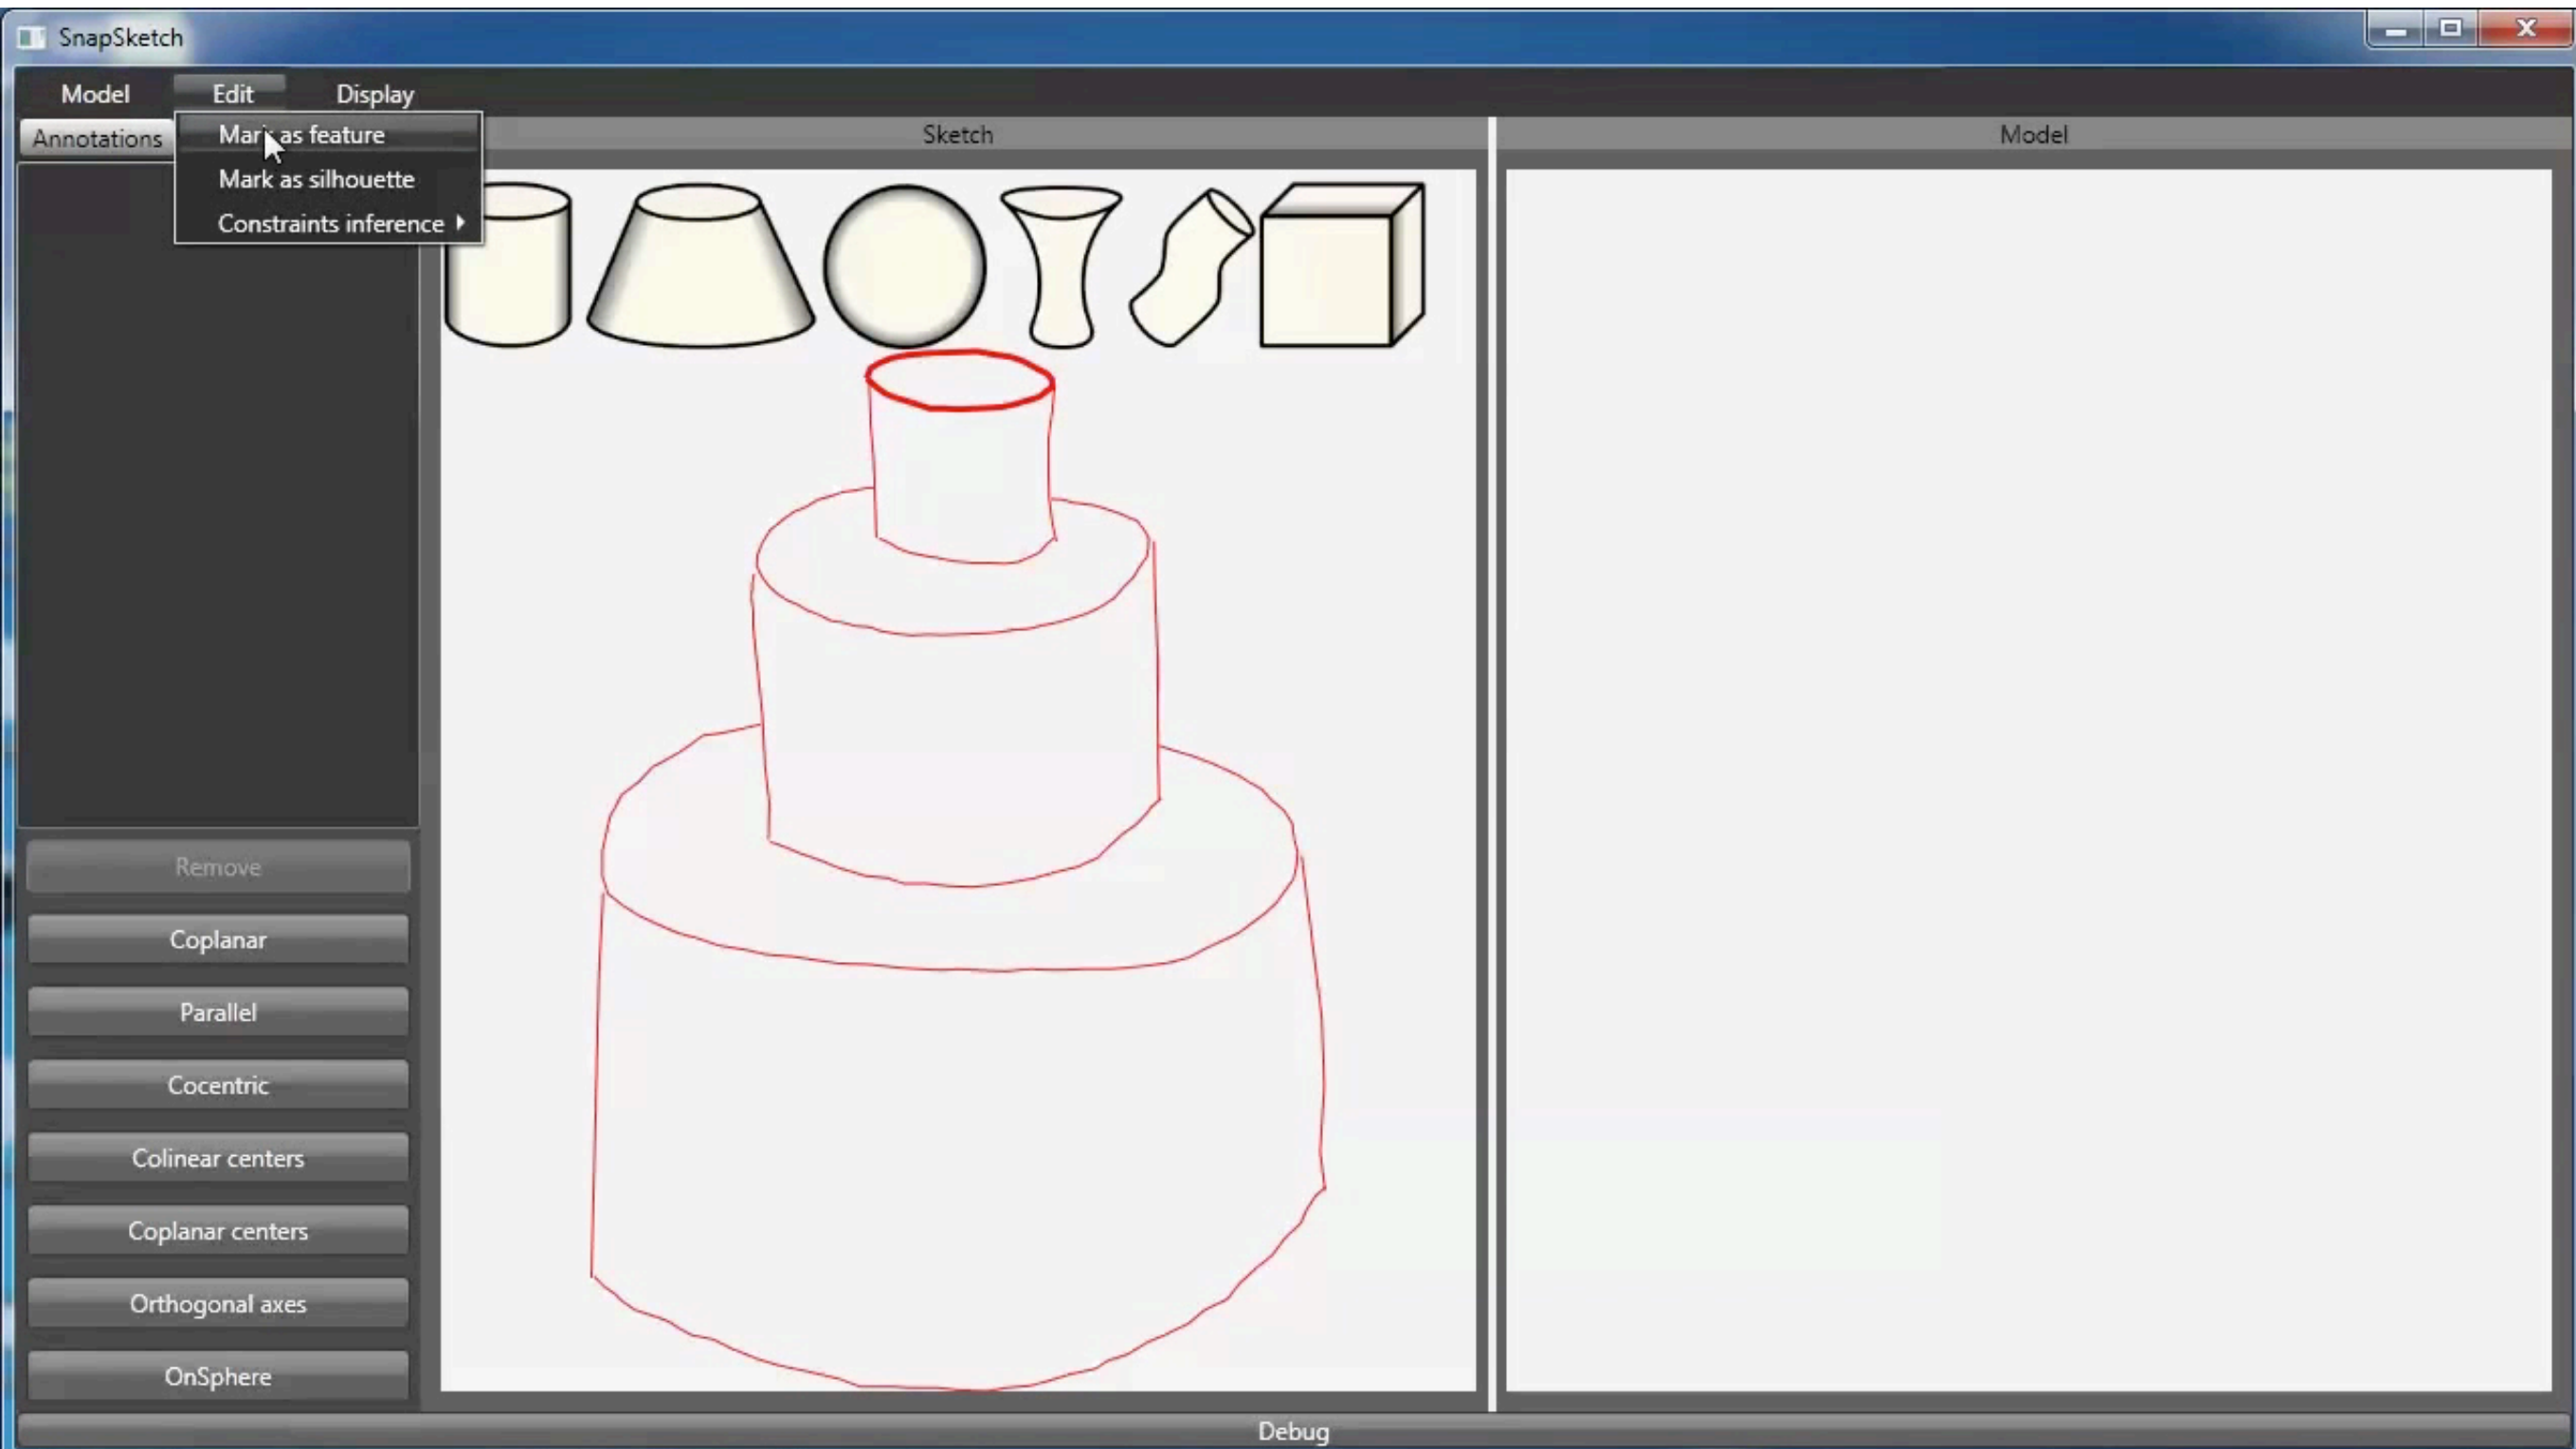 SnapSketch
Model Edit Display
Annotations
Mark as feature
Mark as silhouette
Constraints inference
Sketch
Model
Remove
Coplanar
Parallel
Cocentric
Colinear centers
Coplanar centers
Orthogonal axes
OnSphere
Debug